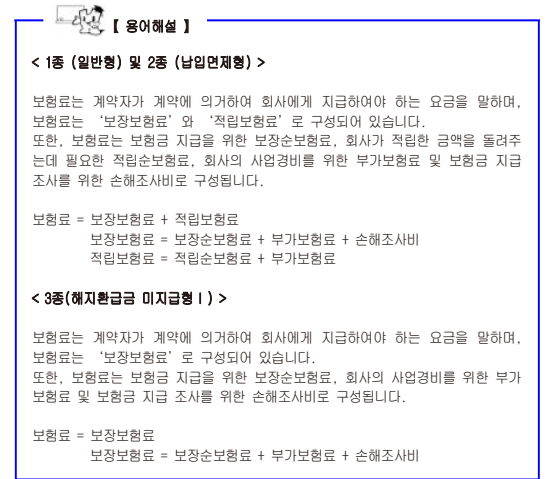 【 용어해설 】
< 1종 (일반형) 및 2종 (납입면제형) >
보험료는 계약자가 계약에 의거하여 회사에게 지급하여야 하는 요금을 말하며,
보험료는 ‘보장보험료’와 ‘적립보험료’로 구성되어 있습니다.
또한, 보험료는 보험금 지급을 위한 보장순보험료, 회사가 적립한 금액을 돌려주
는데 필요한 적립순보험료, 회사의 사업경비를 위한 부가보험료 및 보험금 지급
조사를 위한 손해조사비로 구성됩니다.
보험료 = 보장보험료 + 적립보험료
보장보험료 = 보장순보험료 + 부가보험료 + 손해조사비
적립보험료 = 적립순보험료 + 부가보험료
< 3종(해지환급금 미지급형Ⅰ) >
보험료는 계약자가 계약에 의거하여 회사에게 지급하여야 하는 요금을 말하며,
보험료는 ‘보장보험료’로 구성되어 있습니다.
또한, 보험료는 보험금 지급을 위한 보장순보험료, 회사의 사업경비를 위한 부가
보험료 및 보험금 지급 조사를 위한 손해조사비로 구성됩니다.
보험료 = 보장보험료
보장보험료 = 보장순보험료 + 부가보험료 + 손해조사비